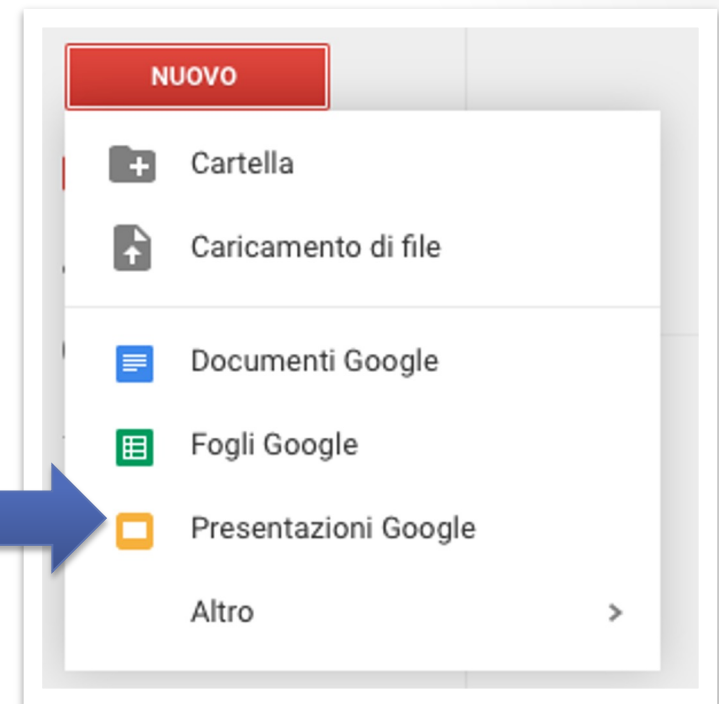 NUOVO
Cartella
Caricamento di file
Documenti Google
Fogli Google
Presentazioni Google
Altro